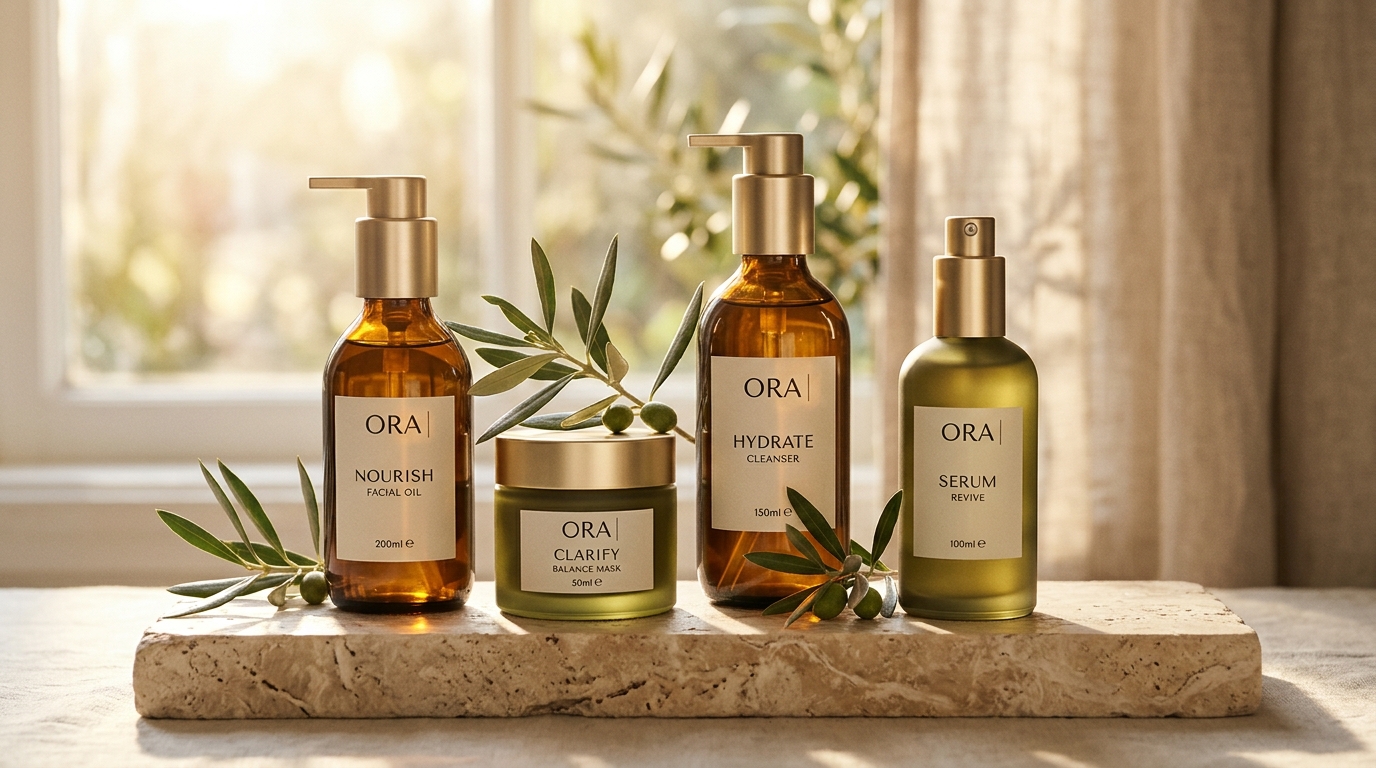 ORA|
NOURISH
FACIAL OIL
200ml ℮
ORA|
CLARIFY
BALANCE MASK
50ml ℮
ORA|
HYDRATE
CLEANSER
150ml ℮
ORA|
SERUM
REVIVE
100ml ℮